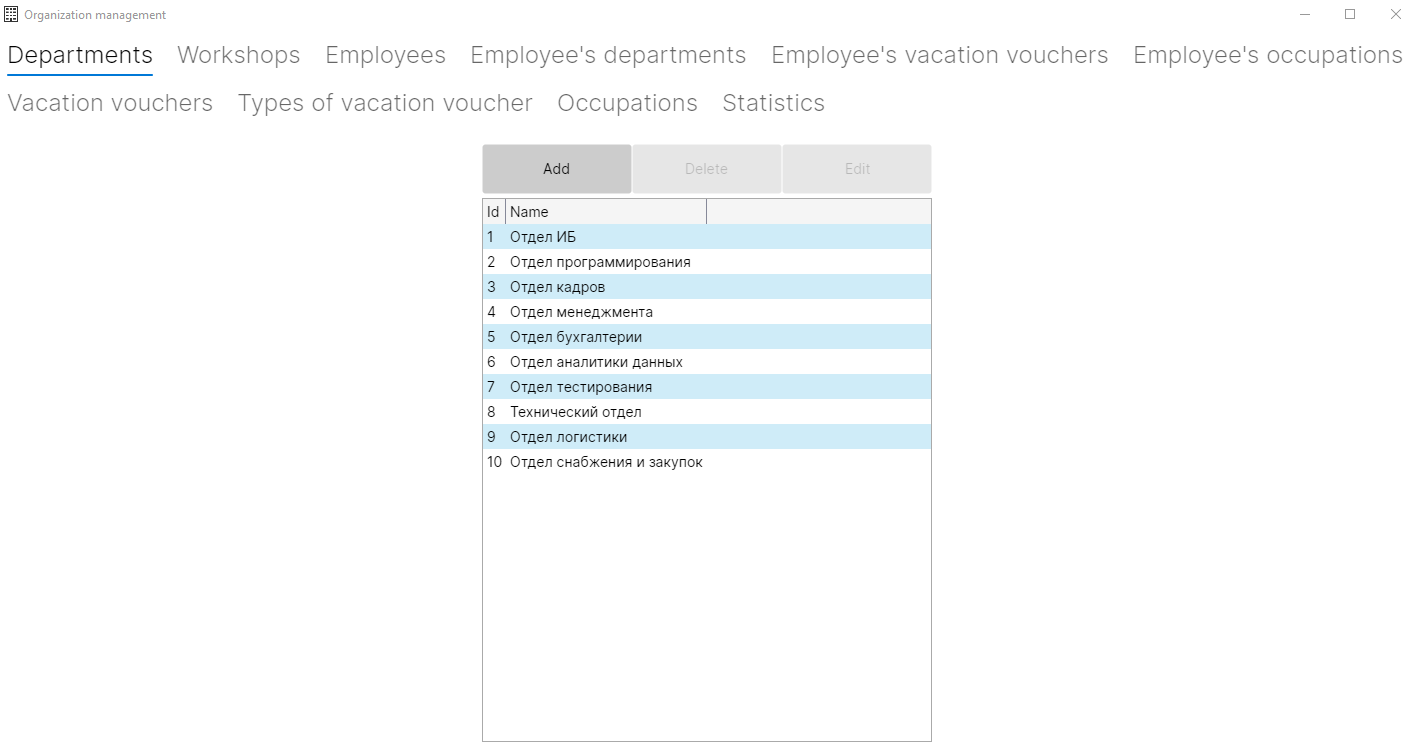 Organization management
Departments Workshops Employees Employee's departments Employee's vacation vouchers Employee's occupations
Vacation vouchers Types of vacation voucher Occupations Statistics
Add Delete Edit
Id Name
1 Отдел ИБ
2 Отдел программирования
3 Отдел кадров
4 Отдел менеджмента
5 Отдел бухгалтерии
6 Отдел аналитики данных
7 Отдел тестирования
8 Технический отдел
9 Отдел логистики
10 Отдел снабжения и закупок